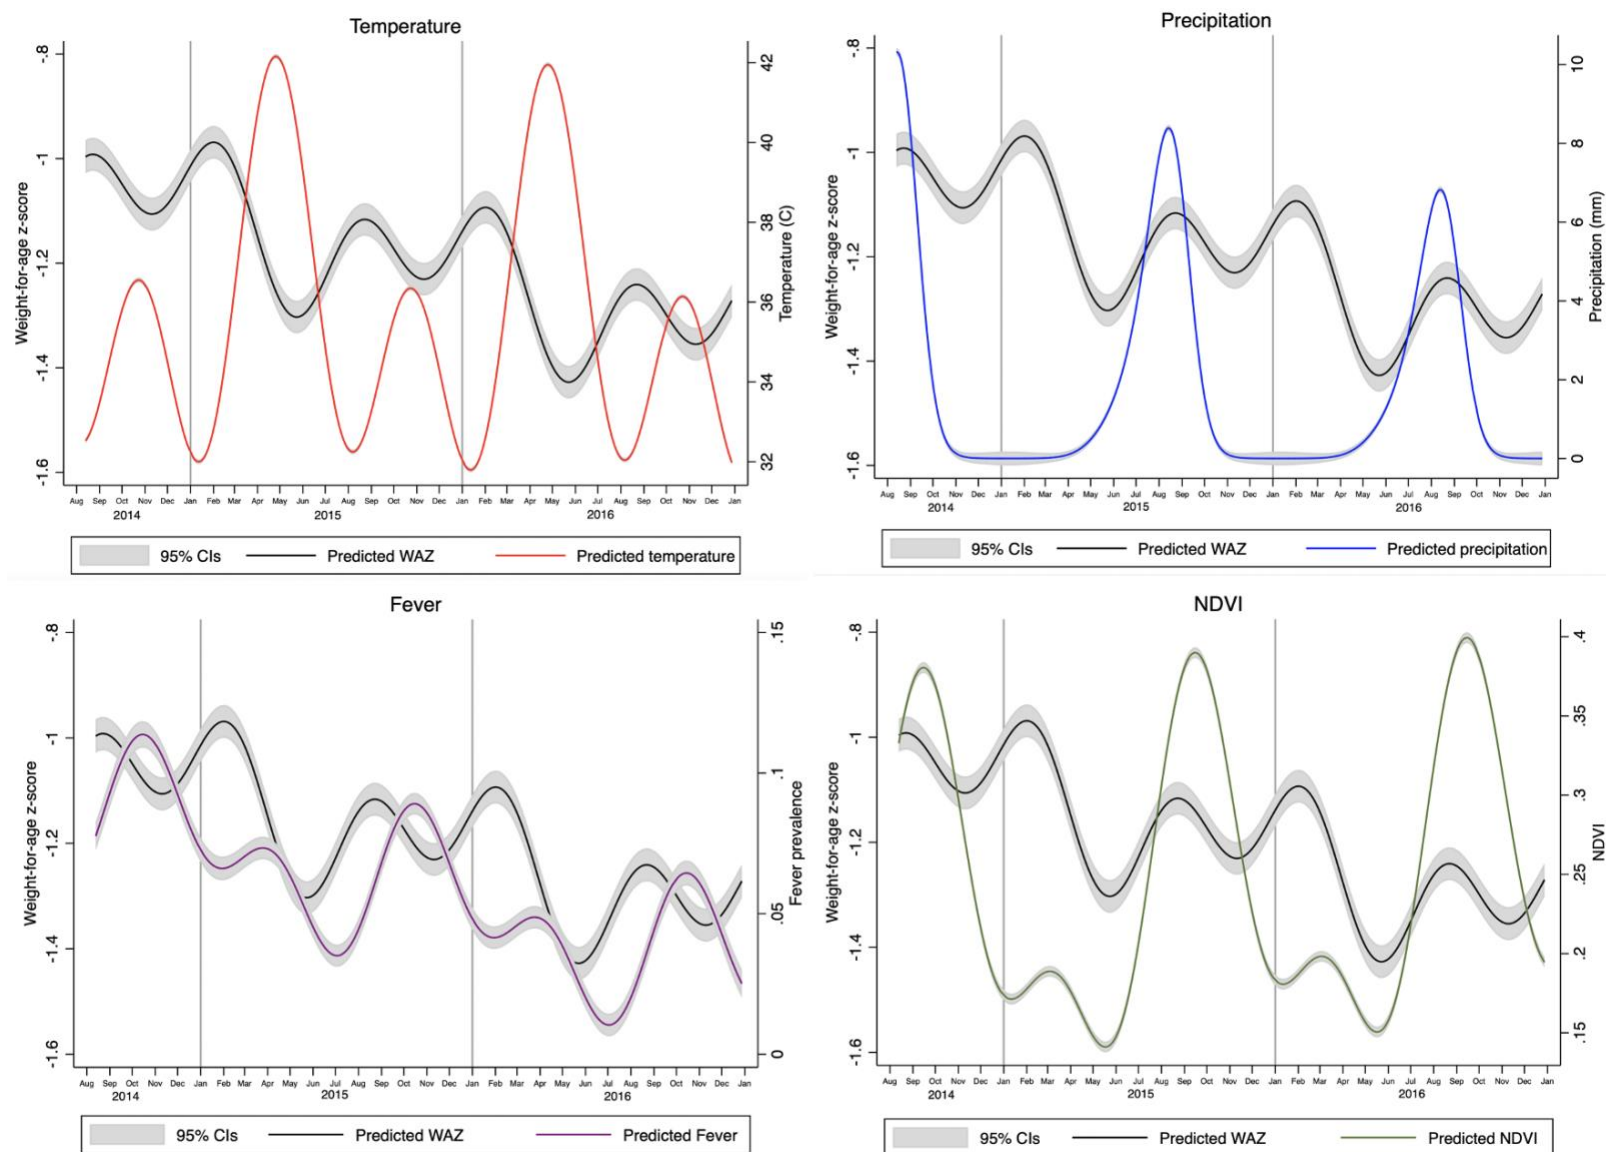 Temperature
Weight-for-age z-score
-.8
-1
-1.2
-1.4
-1.6
42
40
38
36
34
32
Temperature (C)
Aug Sep Oct Nov Dec Jan Feb Mar Apr May Jun Jul Aug Sep Oct Nov Dec Jan Feb Mar Apr May Jun Jul Aug Sep Oct Nov Dec Jan
2014 2015 2016
95% CIs Predicted WAZ Predicted temperature
Precipitation
Weight-for-age z-score
-.8
-1
-1.2
-1.4
-1.6
10
8
6
4
2
0
Precipitation (mm)
Aug Sep Oct Nov Dec Jan Feb Mar Apr May Jun Jul Aug Sep Oct Nov Dec Jan Feb Mar Apr May Jun Jul Aug Sep Oct Nov Dec Jan
2014 2015 2016
95% CIs Predicted WAZ Predicted precipitation
Fever
Weight-for-age z-score
-.8
-1
-1.2
-1.4
-1.6
.15
.1
.05
0
Fever prevalence
Aug Sep Oct Nov Dec Jan Feb Mar Apr May Jun Jul Aug Sep Oct Nov Dec Jan Feb Mar Apr May Jun Jul Aug Sep Oct Nov Dec Jan
2014 2015 2016
95% CIs Predicted WAZ Predicted Fever
NDVI
Weight-for-age z-score
-.8
-1
-1.2
-1.4
-1.6
.4
.35
.3
.25
.2
.15
NDVI
Aug Sep Oct Nov Dec Jan Feb Mar Apr May Jun Jul Aug Sep Oct Nov Dec Jan Feb Mar Apr May Jun Jul Aug Sep Oct Nov Dec Jan
2014 2015 2016
95% CIs Predicted WAZ Predicted NDVI